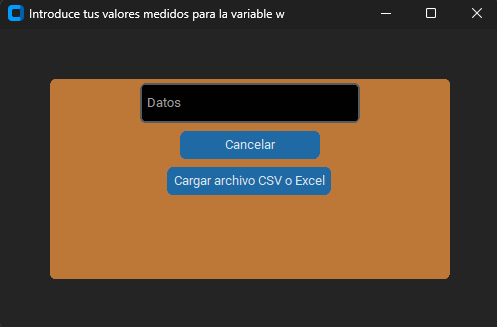 Introduce tus valores medidos para la variable w
Datos
Cancelar
Cargar archivo CSV o Excel